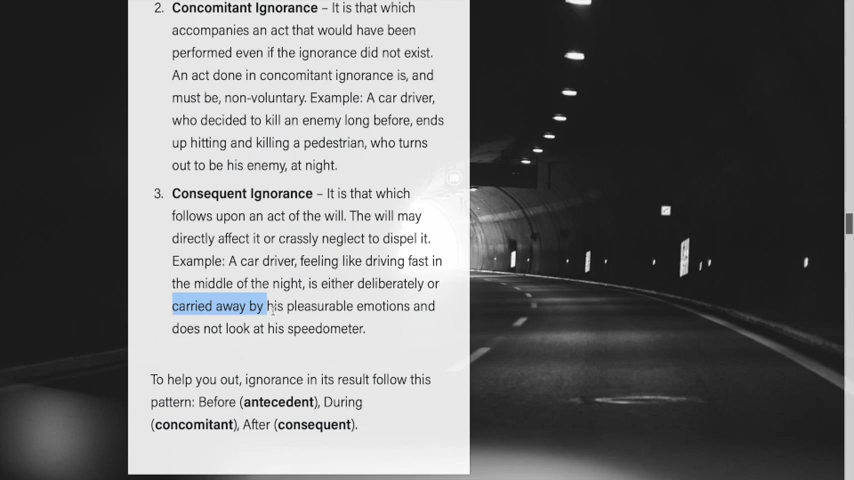 2. Concomitant Ignorance – It is that which
accompanies an act that would have been
performed even if the ignorance did not exist.
An act done in concomitant ignorance is, and
must be, non-voluntary. Example: A car driver,
who decided to kill an enemy long before, ends
up hitting and killing a pedestrian, who turns
out to be his enemy, at night.
3. Consequent Ignorance – It is that which
follows upon an act of the will. The will may
directly affect it or crassly neglect to dispel it.
Example: A car driver, feeling like driving fast in
the middle of the night, is either deliberately or
carried away by his pleasurable emotions and
does not look at his speedometer.
To help you out, ignorance in its result follow this
pattern: Before (antecedent), During
(concomitant), After (consequent).